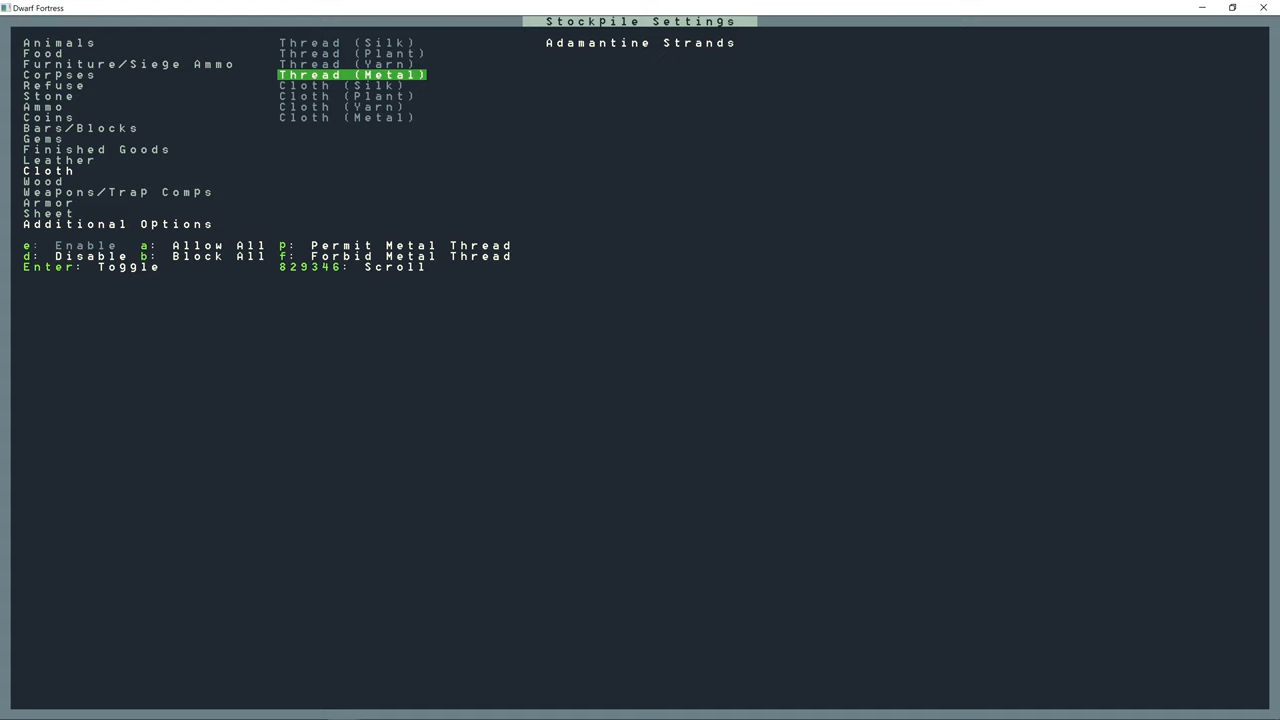 Dwarf Fortress
Stockpile Settings
Animals Thread (Silk) Adamantine Strands
Food Thread (Plant)
Furniture/Siege Ammo Thread (Yarn)
Corpses Thread (Metal)
Refuse Cloth (Silk)
Stone Cloth (Plant)
Ammo Cloth (Yarn)
Coins Cloth (Metal)
Bars/Blocks
Gems
Finished Goods
Leather
Cloth
Wood
Weapons/Trap Comps
Armor
Sheet
Additional Options
e: Enable a: Allow All p: Permit Metal Thread
d: Disable b: Block All f: Forbid Metal Thread
Enter: Toggle 829346: Scroll